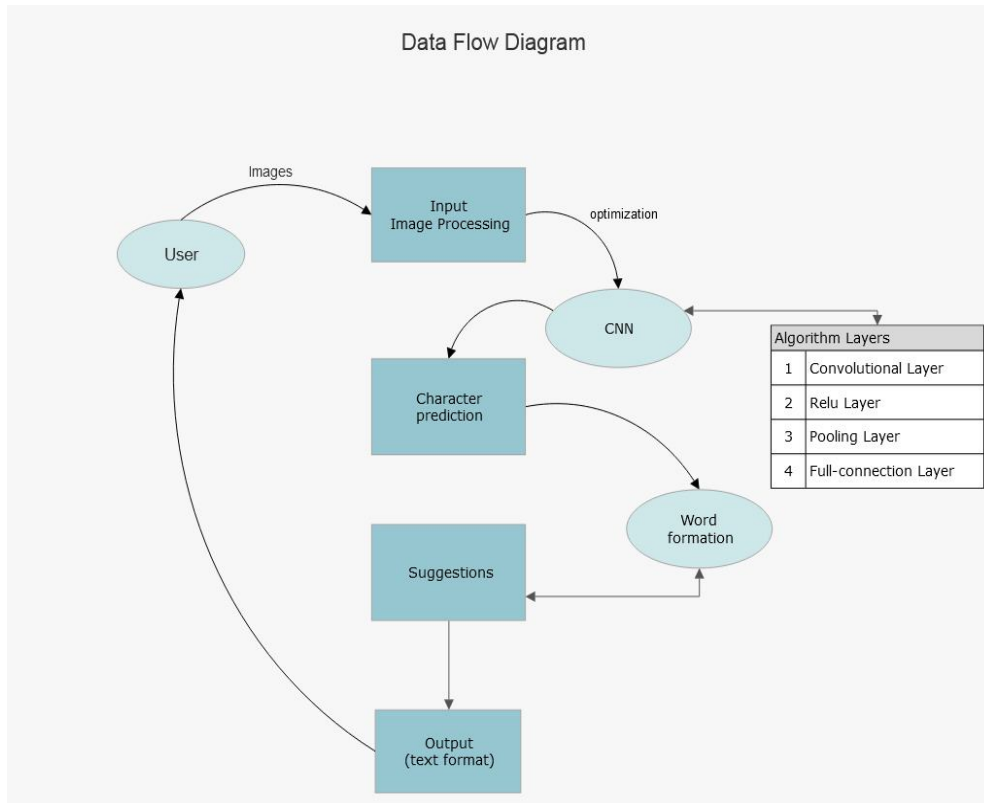 Data Flow Diagram
Images
Input
Image Processing
optimization
User
CNN
Algorithm Layers
1 Convolutional Layer
2 Relu Layer
3 Pooling Layer
4 Full-connection Layer
Character
prediction
Word
formation
Suggestions
Output
(text format)